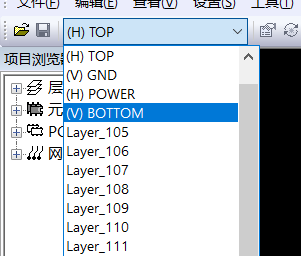 文件(F) 编辑(E) 查看(V) 设置(S) 工具(T)
(H) TOP
项目浏览
(H) TOP
(V) GND
(H) POWER
(V) BOTTOM
Layer_105
Layer_106
Layer_107
Layer_108
Layer_109
Layer_110
Layer_111
层
元
PC
网